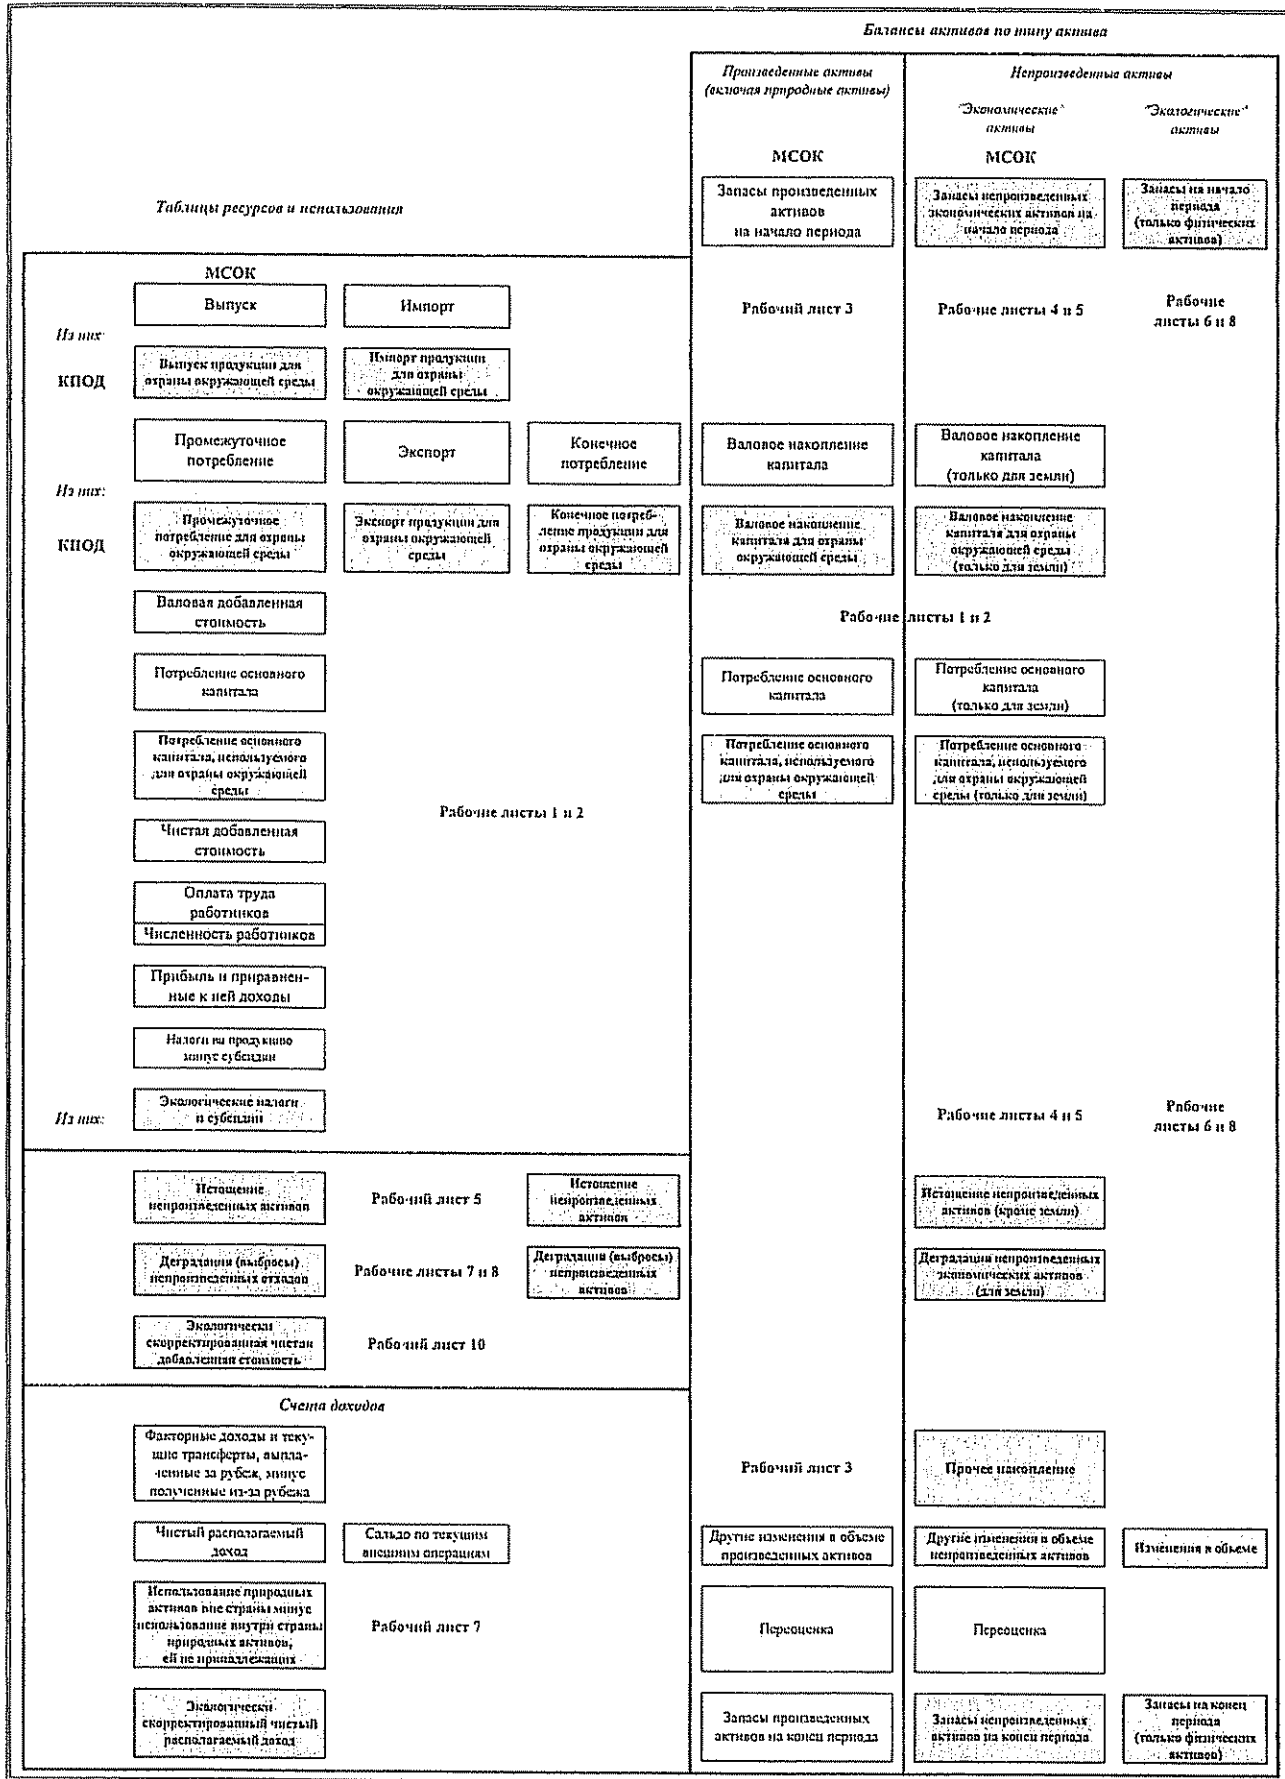 Балансы активов по типу актива
Произведенные активы
(включая природные активы)
Непроизведенные активы
"Экономические"
активы
"Экологические"
активы
МСОК
МСОК
Таблицы ресурсов и использования
Запасы произведенных
активов
на начало периода
Запасы непроизведенных
экономических активов на
начало периода
Запасы на начало
периода
(только физических
активов)
МСОК
Выпуск
Импорт
Рабочий лист 3
Рабочие листы 4 и 5
Рабочие
листы 6 и 8
Из них:
КПОД
Выпуск продукции для
охраны окружающей среды
Импорт продукции
для охраны
окружающей среды
Промежуточное
потребление
Экспорт
Конечное
потребление
Валовое накопление
капитала
Валовое накопление
капитала
(только для земли)
Из них:
КПОД
Промежуточное
потребление для охраны
окружающей среды
Экспорт продукции для
охраны окружающей
среды
Конечное потреб-
ление продукции для
охраны окружающей
среды
Валовое накопление
капитала для охраны
окружающей среды
Валовое накопление
капитала для охраны
окружающей среды
(только для земли)
Валовая добавленная
стоимость
Рабочие листы 1 и 2
Потребление основного
капитала
Потребление основного
капитала
Потребление основного
капитала
(только для земли)
Потребление основного
капитала, используемого
для охраны окружающей
среды
Потребление основного
капитала, используемого
для охраны окружающей
среды
Потребление основного
капитала, используемого
для охраны окружающей
среды (только для земли)
Рабочие листы 1 и 2
Чистая добавленная
стоимость
Оплата труда
работников
Численность работников
Прибыль и приравнен-
ные к ней доходы
Налоги на продукцию
минус субсидии
Из них:
Экологические налоги
и субсидии
Рабочие листы 4 и 5
Рабочие
листы 6 и 8
Истощение
непроизведенных активов
Рабочий лист 5
Истощение
непроизведенных
активов
Истощение непроизведенных
активов (кроме земли)
Деградация (выбросы)
непроизведенных отходов
Рабочие листы 7 и 8
Деградация (выбросы)
непроизведенных
активов
Деградация непроизведенных
экономических активов
(для земли)
Экологически
скорректированная чистая
добавленная стоимость
Рабочий лист 10
Счета доходов
Факторные доходы и теку-
щие трансферты, выпла-
ченные за рубеж, минус
полученные из-за рубежа
Рабочий лист 3
Прочее накопление
Чистый располагаемый
доход
Сальдо по текущим
внешним операциям
Другие изменения в объеме
произведенных активов
Другие изменения в объеме
непроизведенных активов
Изменения в объеме
Использование природных
активов вне страны минус
использование внутри страны
природных активов,
ей не принадлежащих
Рабочий лист 7
Переоценка
Переоценка
Экологически
скорректированный чистый
располагаемый доход
Запасы произведенных
активов на конец периода
Запасы непроизведенных
активов на конец периода
Запасы на конец
периода
(только физических
активов)